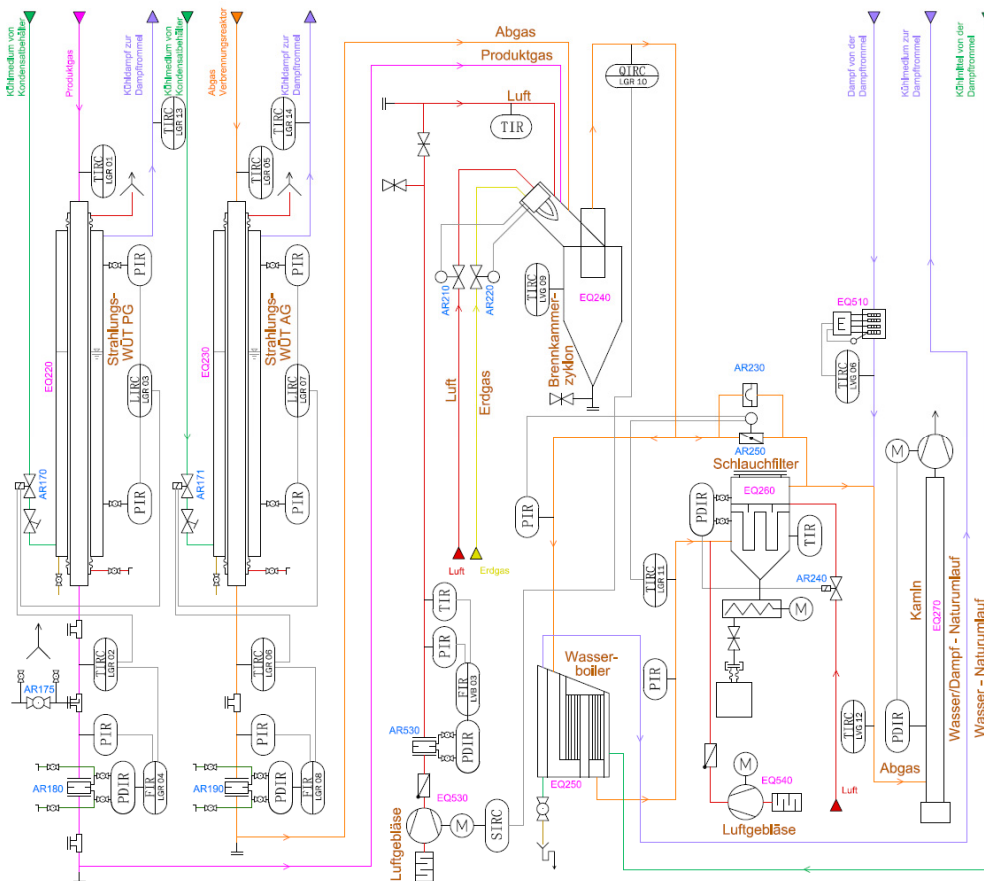 Kühlmedium von
Kondensatbehälter
Produktgas
Kühldampf zur
Dampftrommel
Kühlmedium von
Kondensatbehälter
Abgas
Verbrennungsreaktor
Kühldampf zur
Dampftrommel
Abgas
Produktgas
Luft
QIRC
LGR 10
Dampf von der
Dampftrommel
Kühlmedium zur
Dampftrommel
Kühlmittel von der
Dampftrommel
TIRC
LGR 13
TIRC
LGR 14
TIR
TIRC
LGR 01
TIRC
LGR 05
PIR
PIR
AR210
AR220
TIRC
LVG 09
EQ240
EQ510
E
Strahlungs-
WÜT PG
Strahlungs-
WÜT AG
EQ220
EQ230
LIRC
LGR 03
LIRC
LGR 07
Luft
Erdgas
Brennkammer-
zyklon
AR230
TIRC
LVG 06
AR250
M
Schlauchfilter
AR170
AR171
PIR
PIR
PIR
PDIR
EQ260
TIR
Luft
Erdgas
TIRC
LGR 11
AR240
M
Kamin
EQ270
Wasser/Dampf - Naturumlauf
Wasser - Naturumlauf
TIR
PIR
FIR
LVB 03
Wasser-
boiler
PIR
TIRC
LGR 02
TIRC
LGR 06
AR175
PIR
PIR
AR530
PDIR
TIRC
LVG 12
PDIR
Abgas
AR180
PDIR
FIR
LGR 04
AR190
PDIR
FIR
LGR 08
EQ530
EQ250
M
EQ540
Luft
M
SIRC
Luftgebläse
Luftgebläse